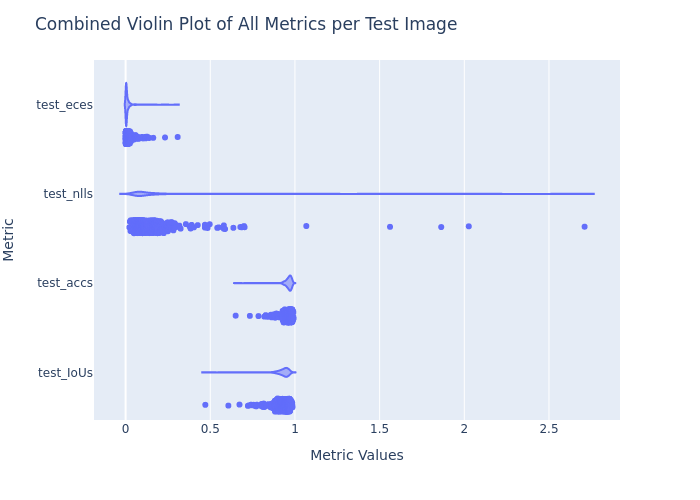 Combined Violin Plot of All Metrics per Test Image
test_eces
test_nlls
Metric
test_accs
test_IoUs
0 0.5 1 1.5 2 2.5
Metric Values